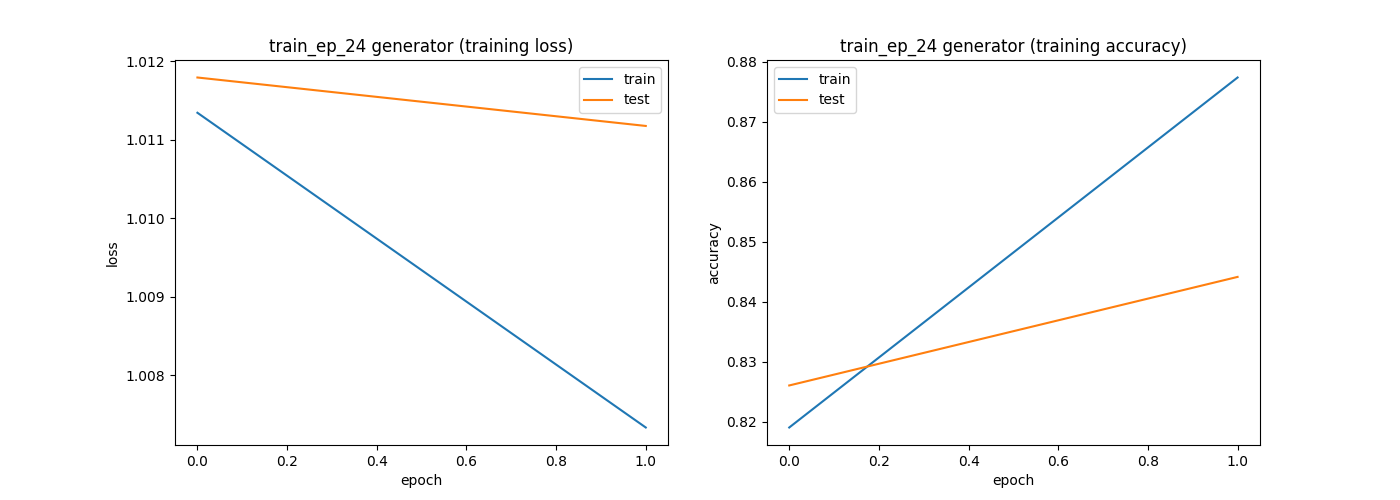 train_ep_24 generator (training loss)
1.012
1.011
1.010
1.009
1.008
loss
0.0 0.2 0.4 0.6 0.8 1.0
epoch
train
test
train_ep_24 generator (training accuracy)
0.88
0.87
0.86
0.85
0.84
0.83
0.82
accuracy
0.0 0.2 0.4 0.6 0.8 1.0
epoch
train
test